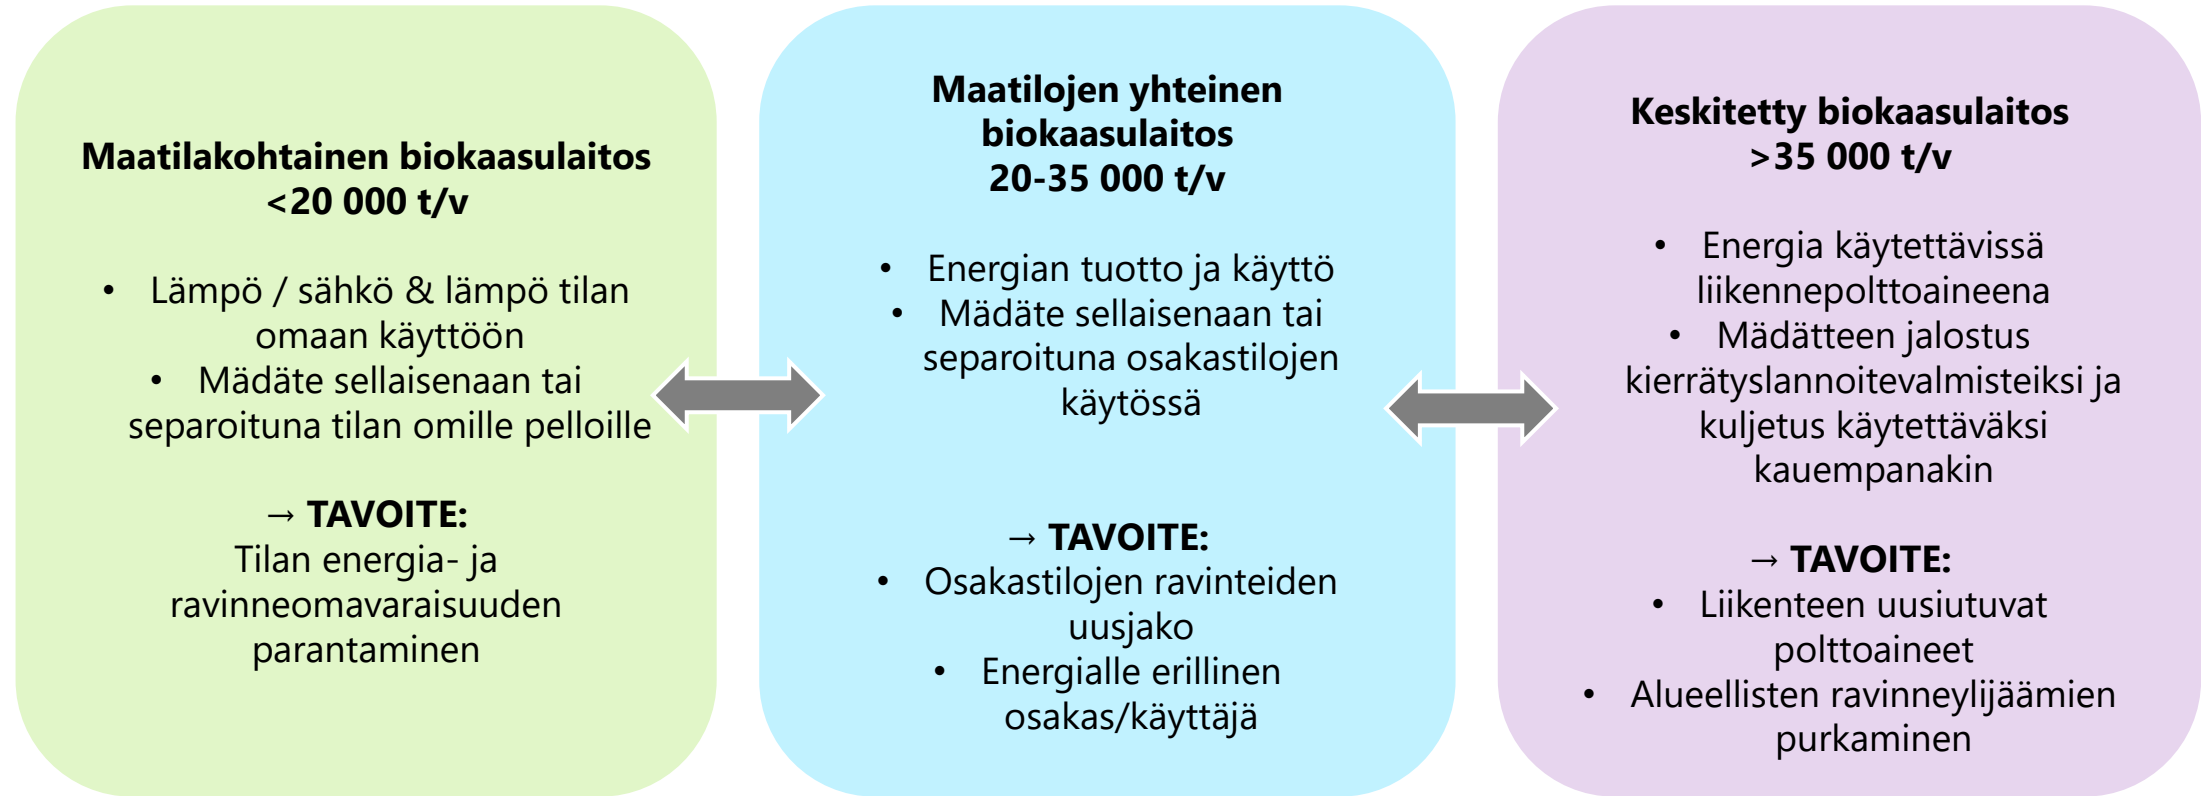 Maatilakohtainen biokaasulaitos
<20 000 t/v
• Lämpö / sähkö & lämpö tilan
omaan käyttöön
• Mädäte sellaisenaan tai
separoituna tilan omille pelloille
→ TAVOITE:
Tilan energia- ja
ravinneomavaraisuuden
parantaminen
Maatilojen yhteinen
biokaasulaitos
20-35 000 t/v
• Energian tuotto ja käyttö
• Mädäte sellaisenaan tai
separoituna osakastilojen
käytössä
→ TAVOITE:
• Osakastilojen ravinteiden
uusjako
• Energialle erillinen
osakas/käyttäjä
Keskitetty biokaasulaitos
>35 000 t/v
• Energia käytettävissä
liikennepolttoaineena
• Mädätteen jalostus
kierrätyslannoitevalmisteiksi ja
kuljetus käytettäväksi
kauempanakin
→ TAVOITE:
• Liikenteen uusiutuvat
polttoaineet
• Alueellisten ravinneylijäämien
purkaminen